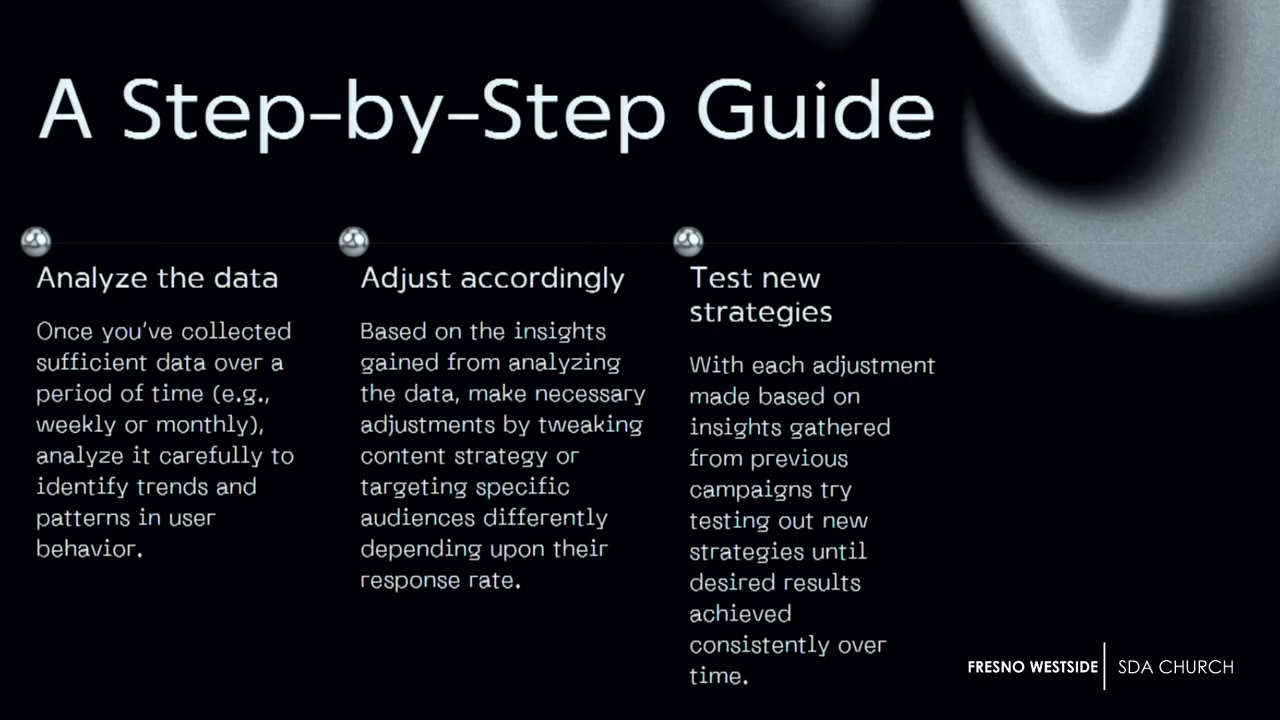 A Step-by-Step Guide
Analyze the data
Once you've collected
sufficient data over a
period of time (e.g.,
weekly or monthly),
analyze it carefully to
identify trends and
patterns in user
behavior.
Adjust accordingly
Based on the insights
gained from analyzing
the data, make necessary
adjustments by tweaking
content strategy or
targeting specific
audiences differently
depending upon their
response rate.
Test new
strategies
With each adjustment
made based on
insights gathered
from previous
campaigns try
testing out new
strategies until
desired results
achieved
consistently over
time.
FRESNO WESTSIDE SDA CHURCH